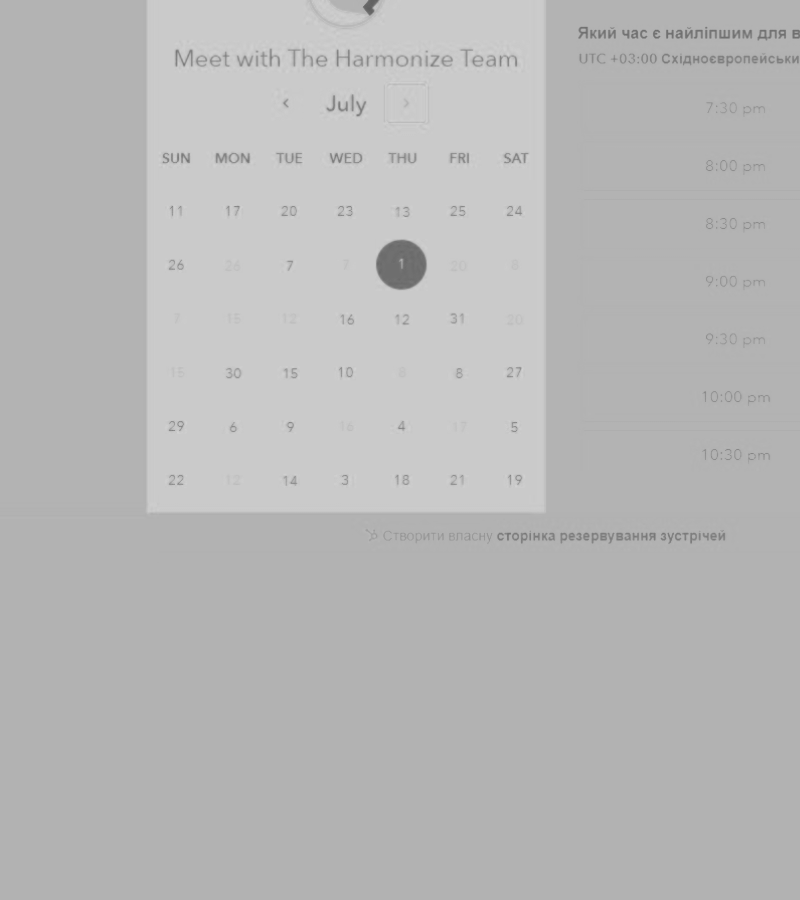 Meet with The Harmonize Team
July
SUN MON TUE WED THU FRI SAT
11 17 20 23 13 25 24
26 26 7 7 1 20 6
7 15 12 16 12 31 20
15 30 15 10 8 8 27
29 6 9 16 4 17 5
22 12 14 3 18 21 19
Який час є найліпшим для в
UTC +03:00 Східноєвропейськи
7:30 pm
8:00 pm
8:30 pm
9:00 pm
9:30 pm
10:00 pm
10:30 pm
Створити власну сторінка резервування зустрічей